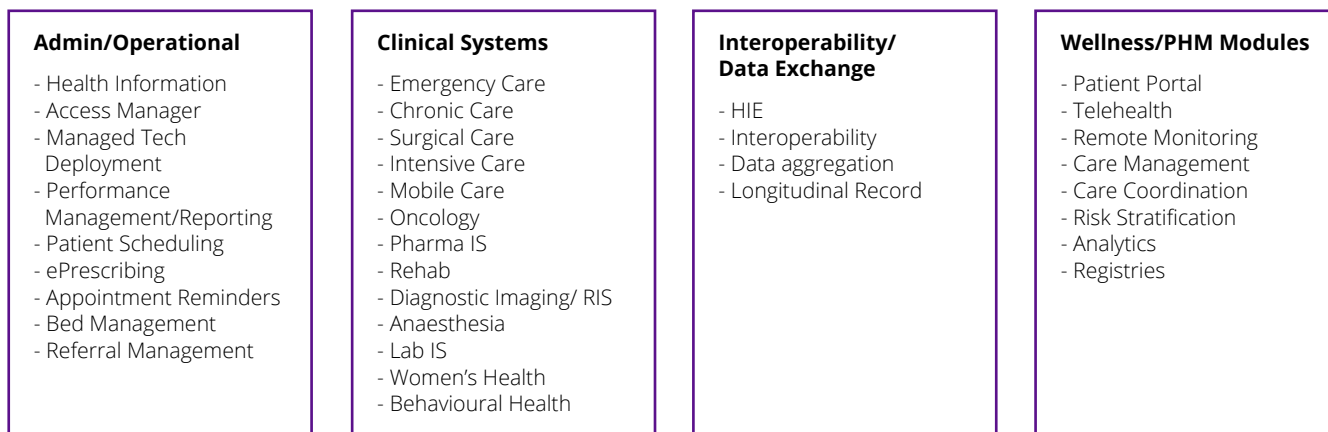 Admin/Operational
- Health Information
- Access Manager
- Managed Tech
Deployment
- Performance
Management/Reporting
- Patient Scheduling
- ePrescribing
- Appointment Reminders
- Bed Management
- Referral Management
Clinical Systems
- Emergency Care
- Chronic Care
- Surgical Care
- Intensive Care
- Mobile Care
- Oncology
- Pharma IS
- Rehab
- Diagnostic Imaging/ RIS
- Anaesthesia
- Lab IS
- Women’s Health
- Behavioural Health
Interoperability/
Data Exchange
- HIE
- Interoperability
- Data aggregation
- Longitudinal Record
Wellness/PHM Modules
- Patient Portal
- Telehealth
- Remote Monitoring
- Care Management
- Care Coordination
- Risk Stratification
- Analytics
- Registries